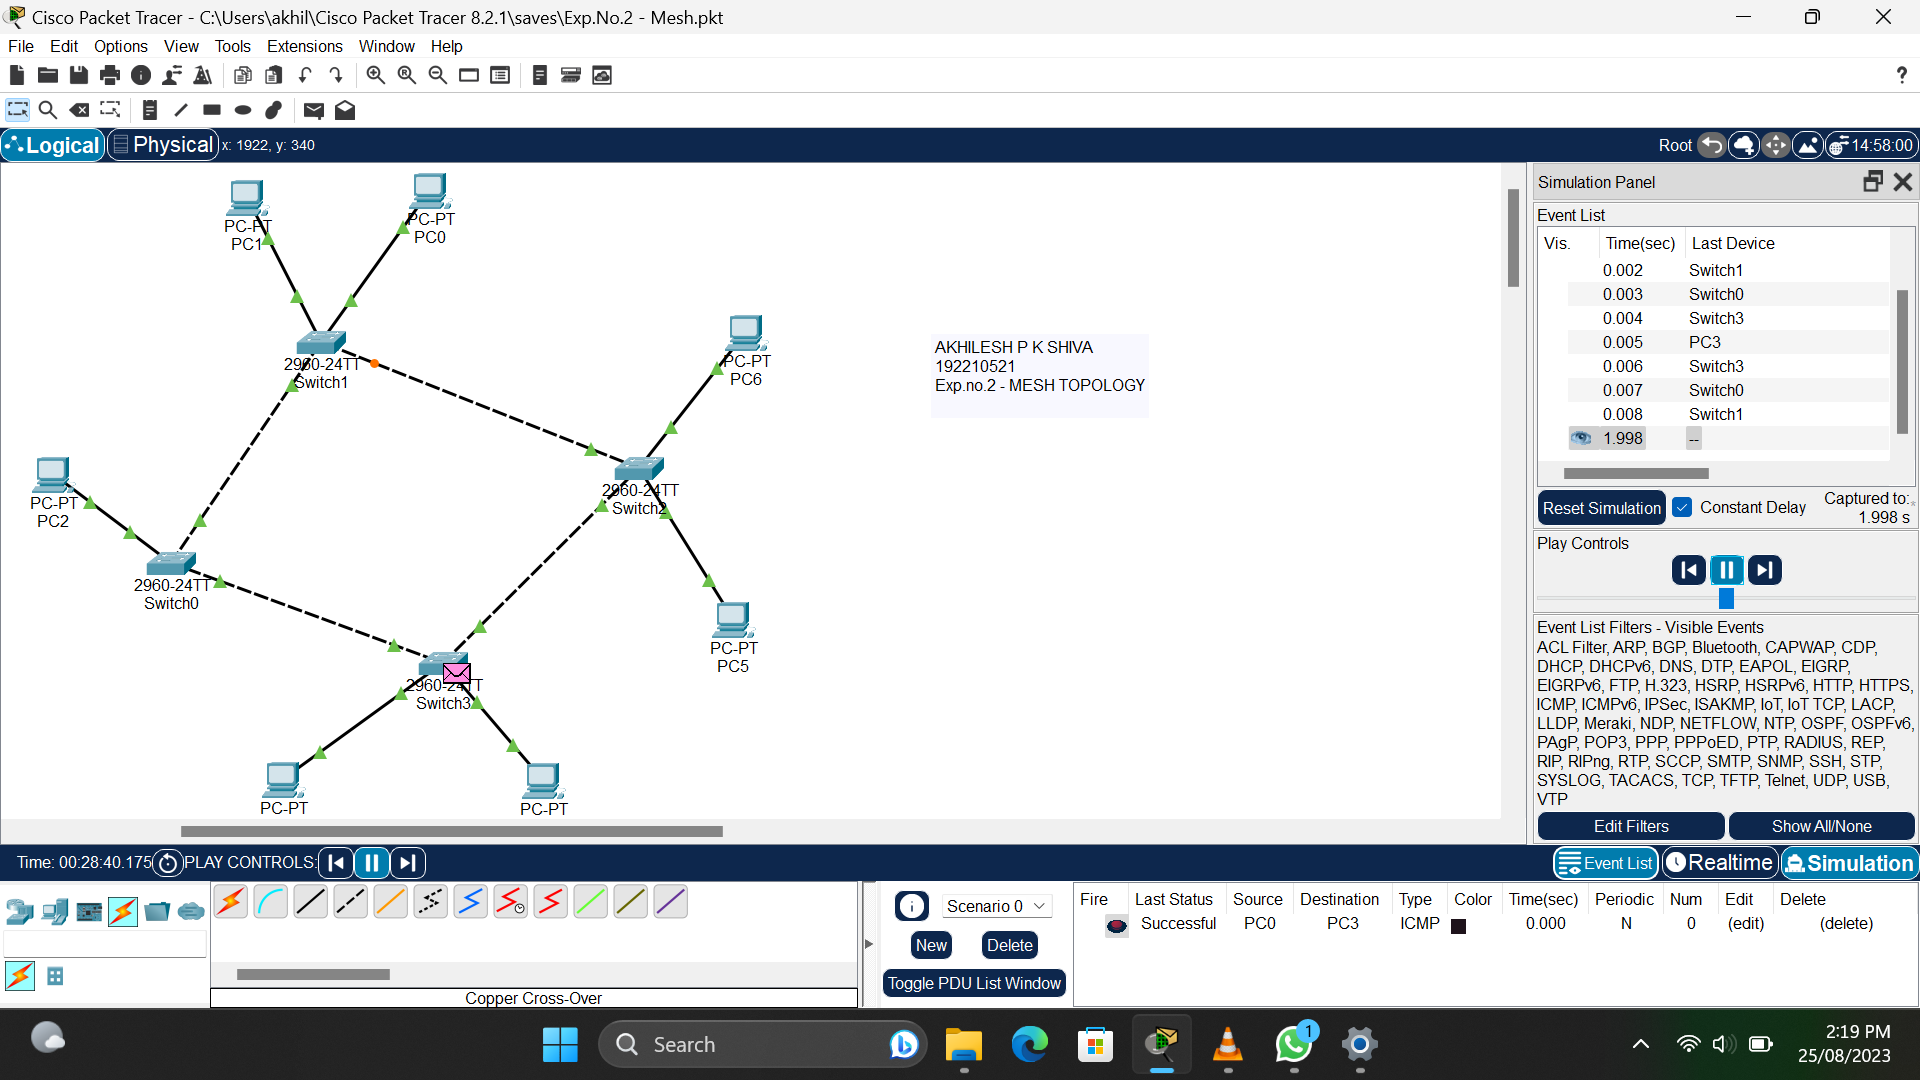 Cisco Packet Tracer - C:\Users\akhil\Cisco Packet Tracer 8.2.1\saves\Exp.No.2 - Mesh.pkt
File Edit Options View Tools Extensions Window Help
Logical Physical x: 1922, y: 340
Root 14:58:00
PC-PT
PC1
PC-PT
PC0
2960-24TT
Switch1
PC-PT
PC6
AKHILESH P K SHIVA
192210521
Exp.no.2 - MESH TOPOLOGY
PC-PT
PC2
2960-24TT
Switch2
2960-24TT
Switch0
PC-PT
PC5
2960-24TT
Switch3
PC-PT
PC-PT
Simulation Panel
Event List
Vis. Time(sec) Last Device
0.002 Switch1
0.003 Switch0
0.004 Switch3
0.005 PC3
0.006 Switch3
0.007 Switch0
0.008 Switch1
1.998 --
Reset Simulation Constant Delay
Captured to:
1.998 s
Play Controls
Event List Filters - Visible Events
ACL Filter, ARP, BGP, Bluetooth, CAPWAP, CDP,
DHCP, DHCPv6, DNS, DTP, EAPOL, EIGRP,
EIGRPv6, FTP, H.323, HSRP, HSRPv6, HTTP, HTTPS,
ICMP, ICMPv6, IPSec, ISAKMP, IoT, IoT TCP, LACP,
LLDP, Meraki, NDP, NETFLOW, NTP, OSPF, OSPFv6,
PAgP, POP3, PPP, PPPoED, PTP, RADIUS, REP,
RIP, RIPng, RTP, SCCP, SMTP, SNMP, SSH, STP,
SYSLOG, TACACS, TCP, TFTP, Telnet, UDP, USB,
VTP
Edit Filters Show All/None
Time: 00:28:40.175 PLAY CONTROLS:
Event List Realtime Simulation
Scenario 0
New Delete
Toggle PDU List Window
Fire Last Status Source Destination Type Color Time(sec) Periodic Num Edit Delete
Successful PC0 PC3 ICMP 0.000 N 0 (edit) (delete)
Copper Cross-Over
Search
1
2:19 PM
25/08/2023